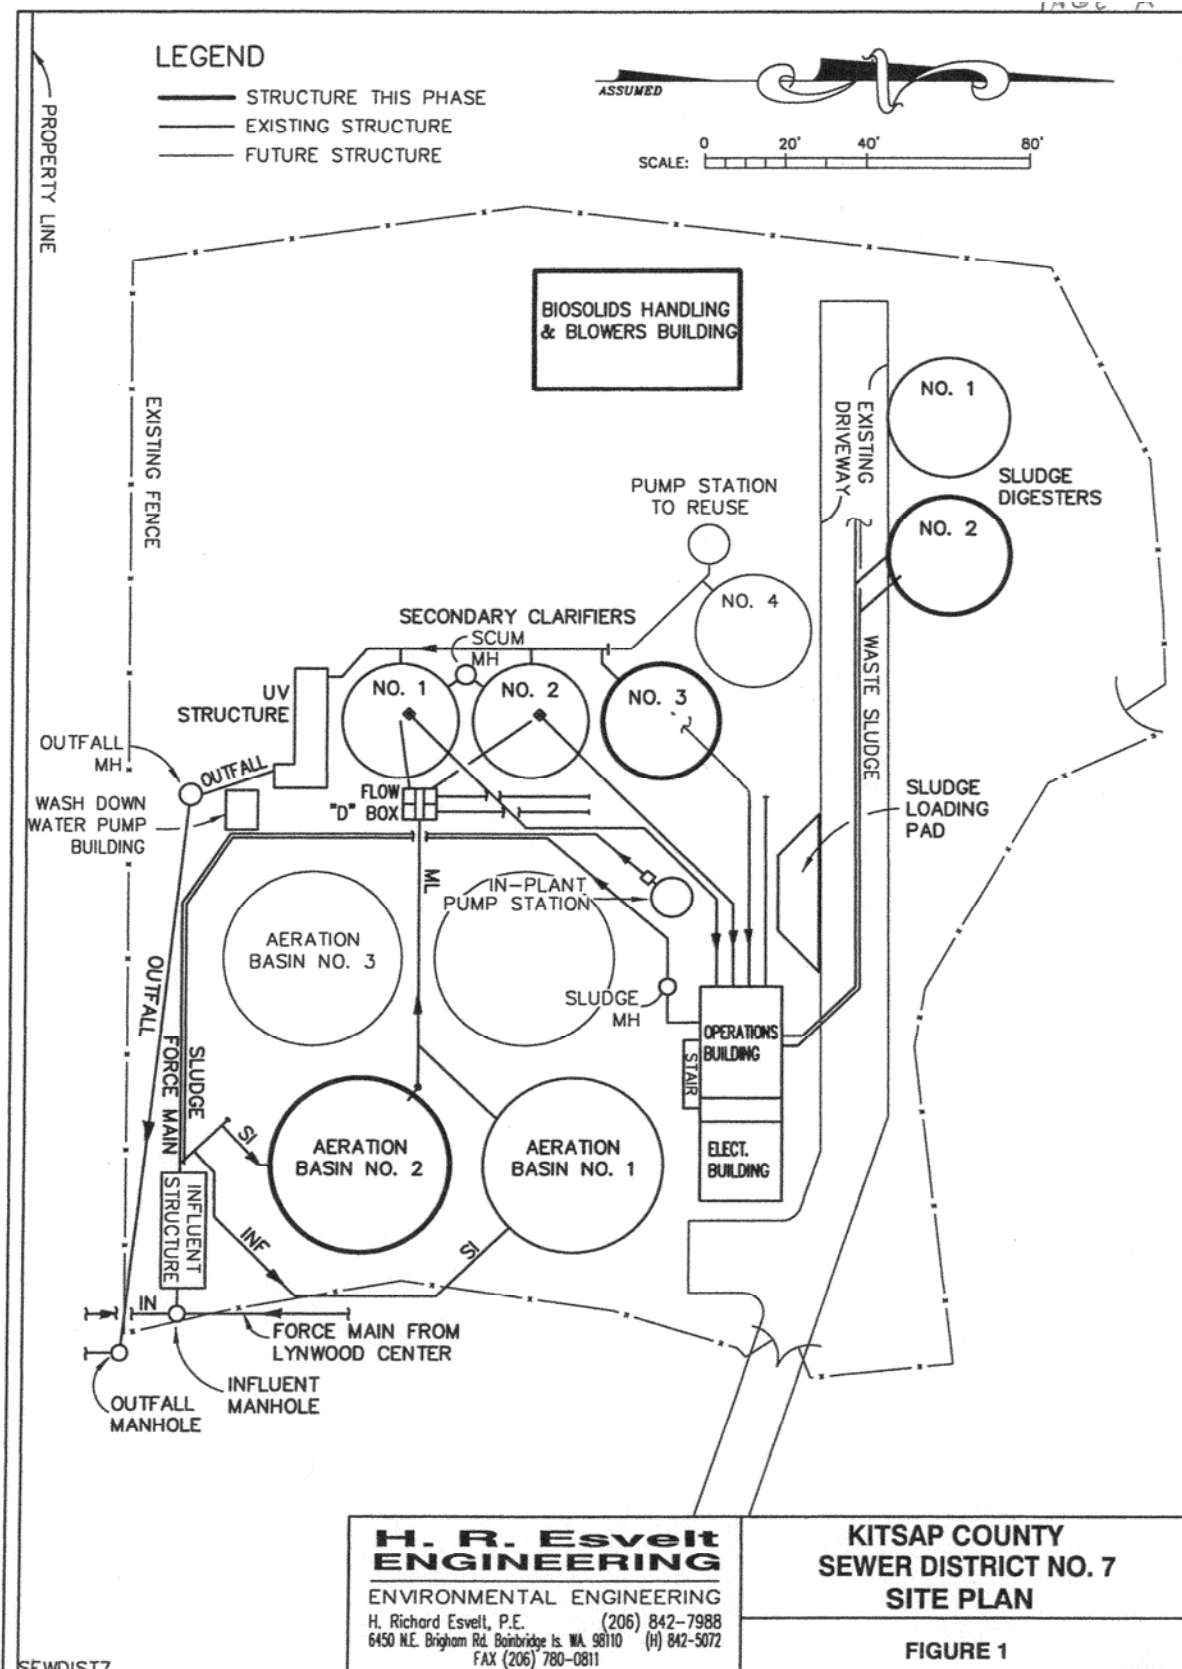 LEGEND
STRUCTURE THIS PHASE
EXISTING STRUCTURE
FUTURE STRUCTURE
ASSUMED
N
SCALE:
0 20' 40' 80'
PROPERTY LINE
BIOSOLIDS HANDLING
& BLOWERS BUILDING
EXISTING FENCE
EXISTING
DRIVEWAY
NO. 1
SLUDGE
DIGESTERS
NO. 2
PUMP STATION
TO REUSE
NO. 4
SECONDARY CLARIFIERS
SCUM
MH
NO. 1
NO. 2
NO. 3
WASTE SLUDGE
UV
STRUCTURE
OUTFALL
MH
OUTFALL
WASH DOWN
WATER PUMP
BUILDING
FLOW
"D" BOX
SLUDGE
LOADING
PAD
ML
IN-PLANT
PUMP STATION
AERATION
BASIN NO. 3
SLUDGE
MH
OUTFALL
FORCE MAIN
SLUDGE
OPERATIONS
BUILDING
STAIR
ELECT.
BUILDING
AERATION
BASIN NO. 2
AERATION
BASIN NO. 1
SI
INF
SI
INFLUENT
STRUCTURE
IN
FORCE MAIN FROM
LYNWOOD CENTER
INFLUENT
MANHOLE
OUTFALL
MANHOLE
H. R. Esvelt
ENGINEERING
ENVIRONMENTAL ENGINEERING
H. Richard Esvelt, P.E. (206) 842-7988
6450 N.E. Brigham Rd. Bainbridge Is. WA. 98110 (H) 842-5072
FAX (206) 780-0811
KITSAP COUNTY
SEWER DISTRICT NO. 7
SITE PLAN
FIGURE 1
SEWDIST7